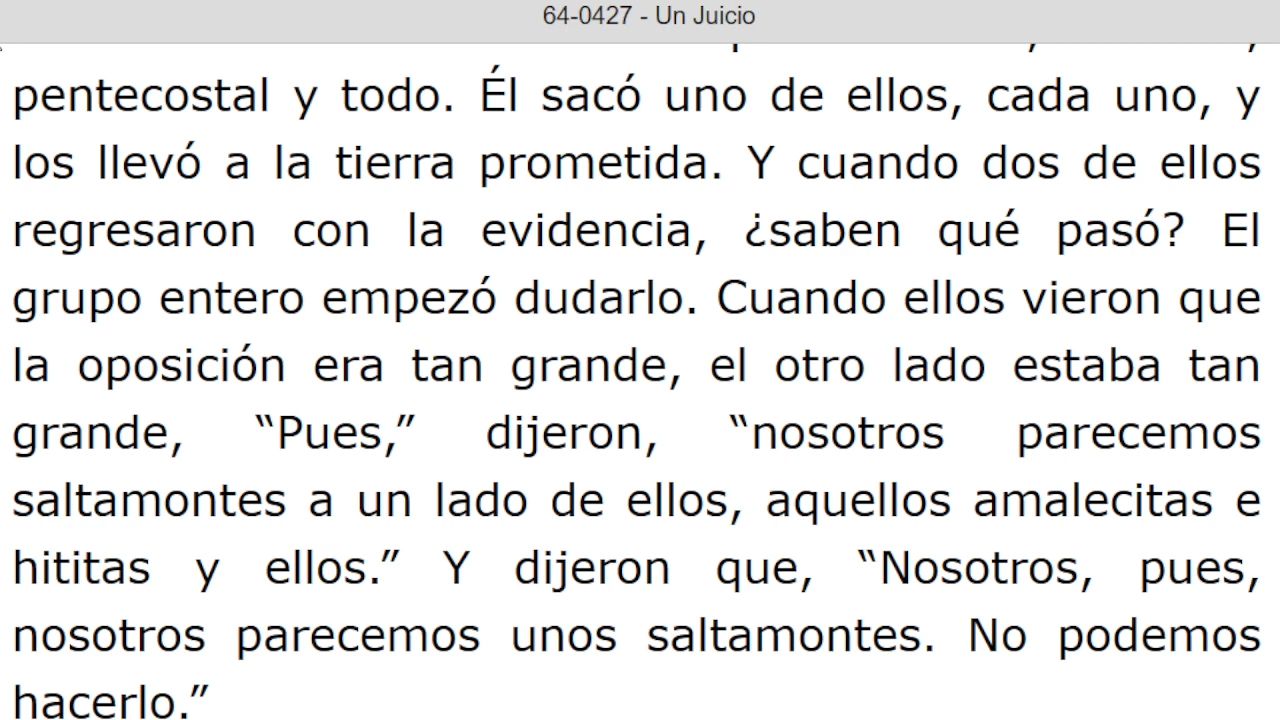 64-0427 - Un Juicio
pentecostal y todo. Él sacó uno de ellos, cada uno, y
los llevó a la tierra prometida. Y cuando dos de ellos
regresaron con la evidencia, ¿saben qué pasó? El
grupo entero empezó dudarlo. Cuando ellos vieron que
la oposición era tan grande, el otro lado estaba tan
grande, “Pues,” dijeron, “nosotros parecemos
saltamontes a un lado de ellos, aquellos amalecitas e
hititas y ellos.” Y dijeron que, “Nosotros, pues,
nosotros parecemos unos saltamontes. No podemos
hacerlo.”